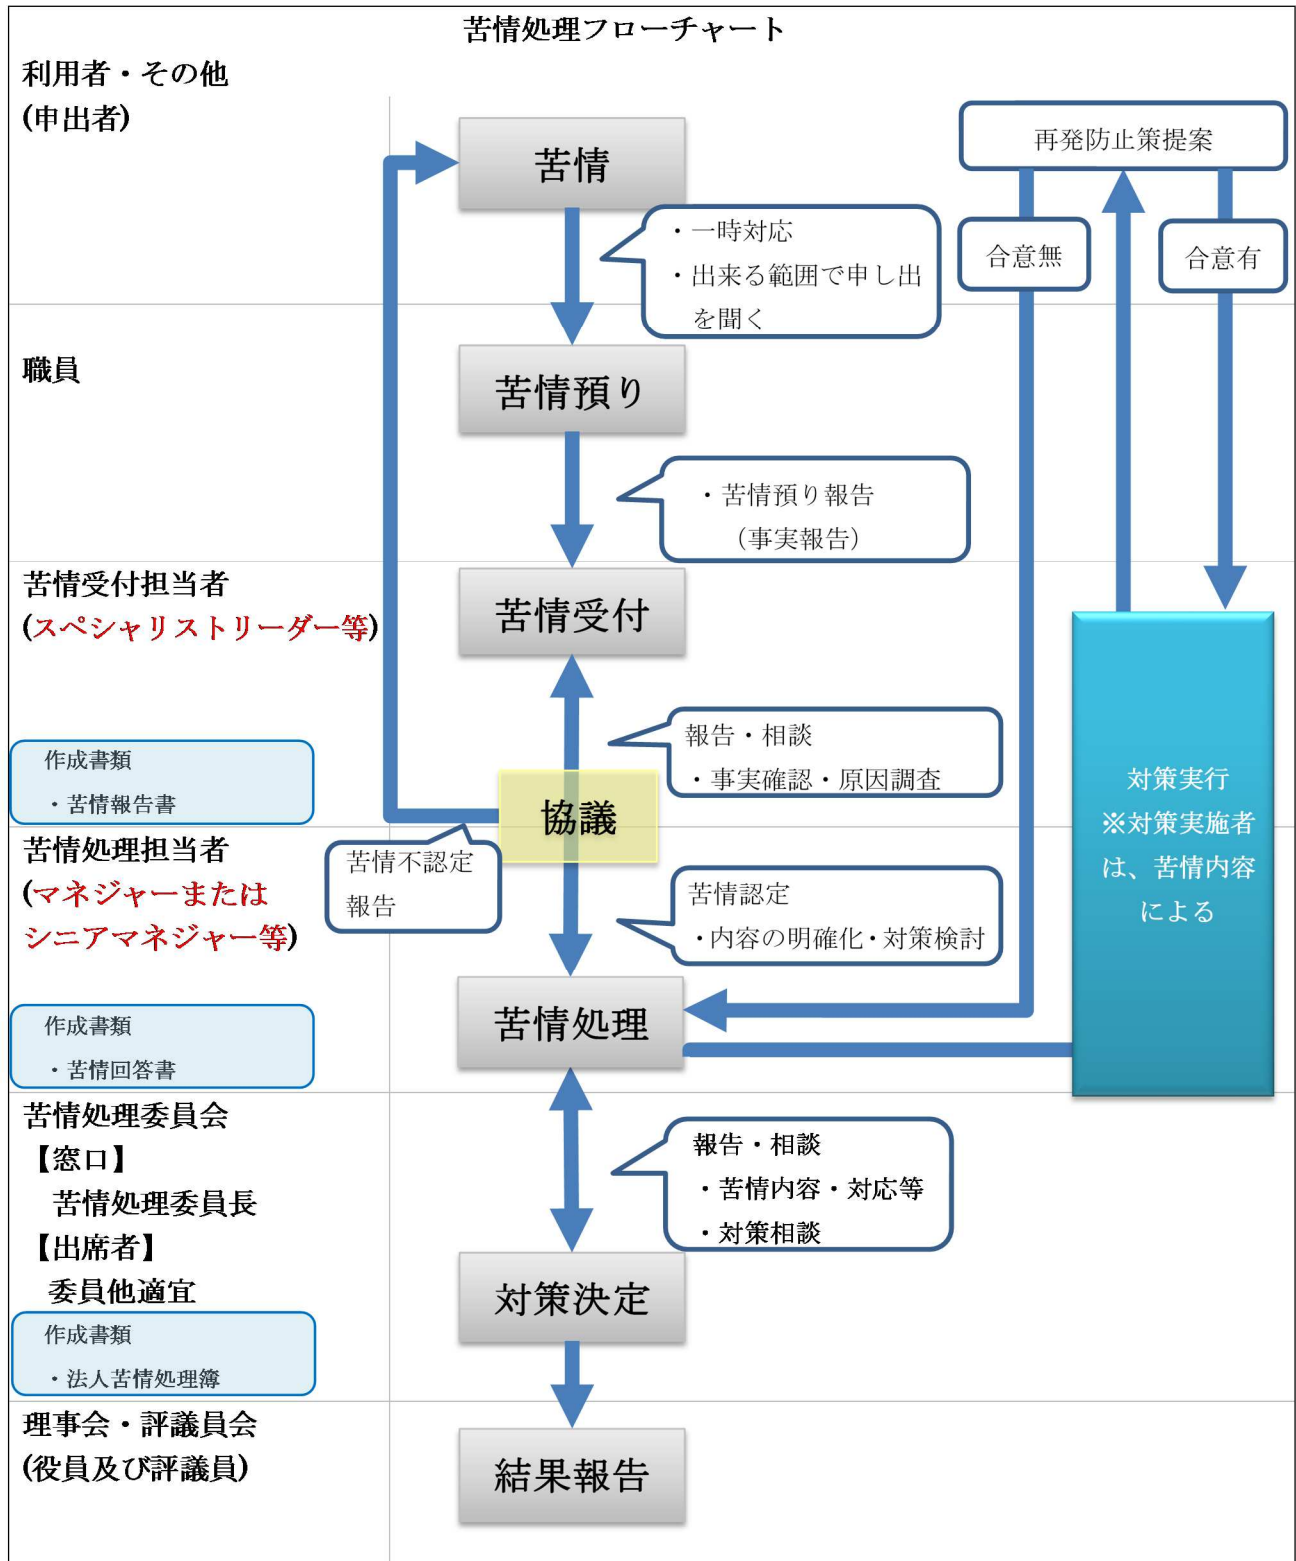 苦情処理フローチャート
利用者・その他
(申出者)
苦情
・一時対応
・出来る範囲で申し出
を聞く
再発防止策提案
合意無
合意有
職員
苦情預り
・苦情預り報告
（事実報告）
苦情受付担当者
(スペシャリストリーダー等)
苦情受付
報告・相談
・事実確認・原因調査
作成書類
・苦情報告書
協議
苦情不認定
報告
苦情処理担当者
(マネジャーまたは
シニアマネジャー等)
苦情認定
・内容の明確化・対策検討
対策実行
※対策実施者
は、苦情内容
による
苦情処理
作成書類
・苦情回答書
苦情処理委員会
【窓口】
苦情処理委員長
【出席者】
委員他適宜
報告・相談
・苦情内容・対応等
・対策相談
対策決定
作成書類
・法人苦情処理簿
理事会・評議員会
(役員及び評議員)
結果報告